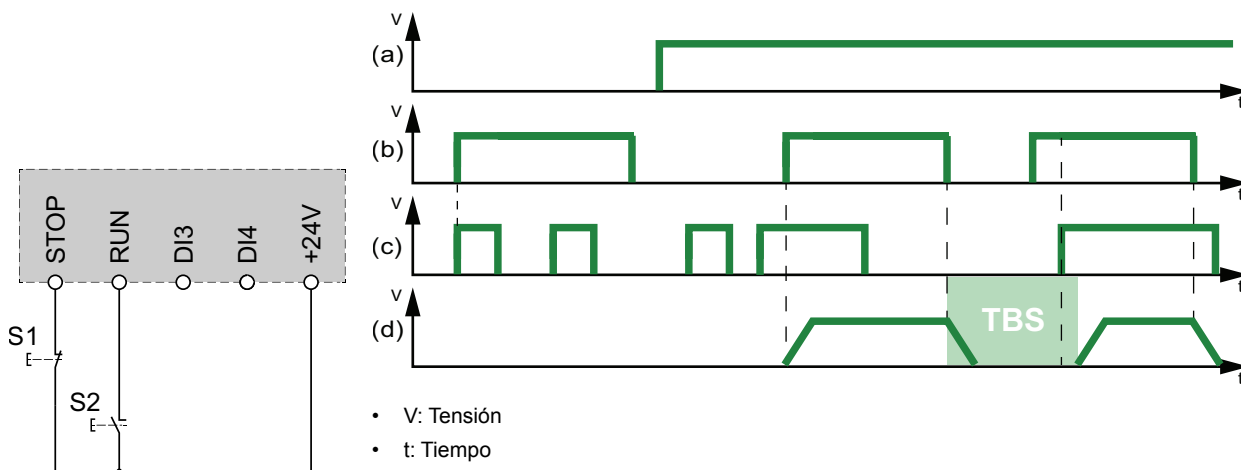 STOP
RUN
DI3
DI4
+24V
S1
S2
V
(a)
t
V
(b)
t
V
(c)
t
V
(d)
TBS
t
• V: Tensión
• t: Tiempo